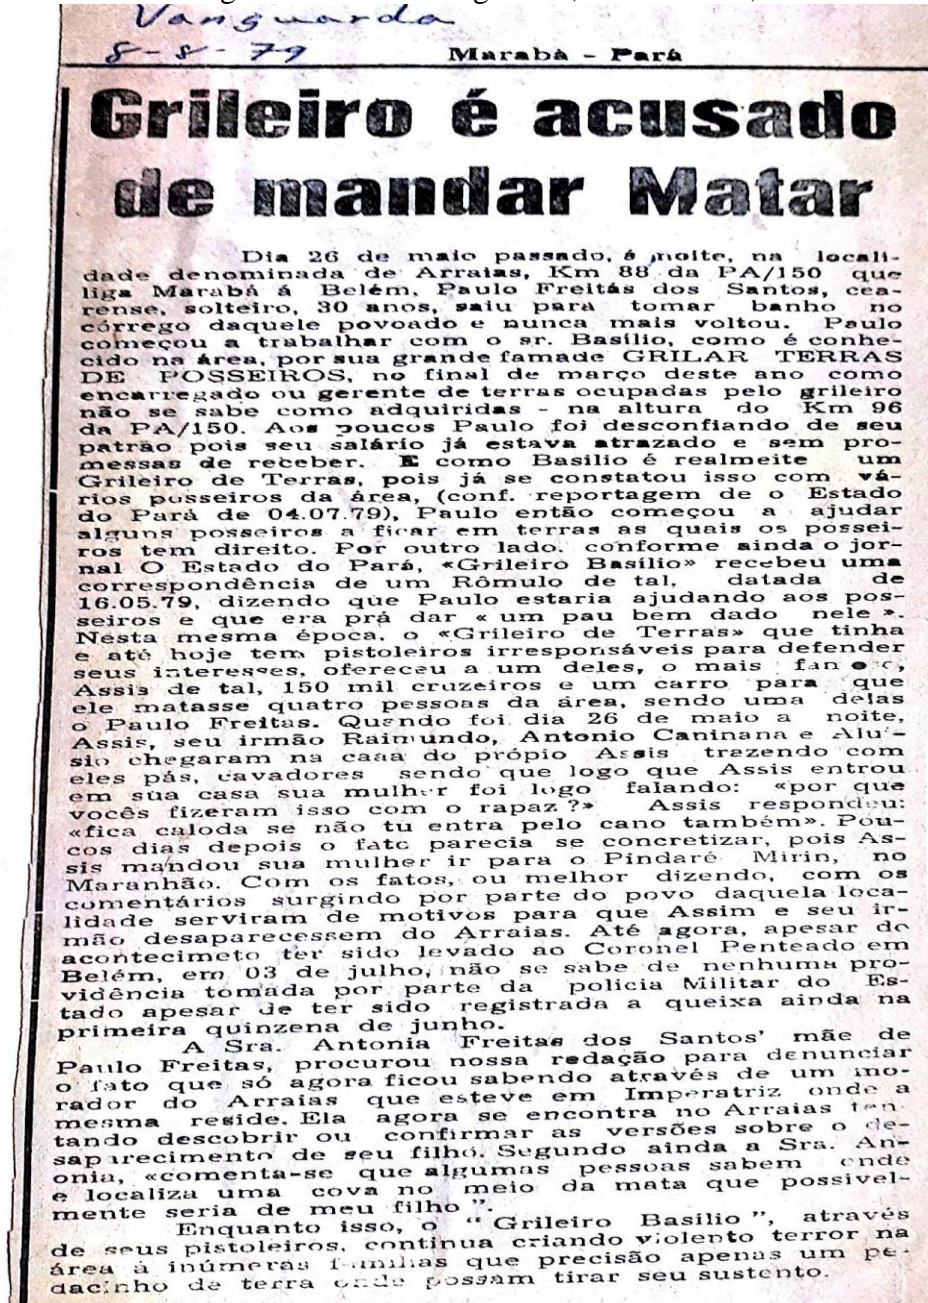 Vanguarda
8-8-79
Marabá - Pará
Grileiro é acusado
de mandar Matar
Dia 26 de maio passado, á noite, na locali-
dade denominada de Arraias, Km 88 da PA/150 que
liga Marabá á Belém, Paulo Freitas dos Santos, cea-
rense, solteiro, 30 anos, saiu para tomar banho no
córrego daquele povoado e nunca mais voltou. Paulo
começou a trabalhar com o sr. Basílio, como é conhe-
cido na área, por sua grande famade GRILAR TERRAS
DE POSSEIROS, no final de março deste ano como
encarregado ou gerente de terras ocupadas pelo grileiro
não se sabe como adquiridas - na altura do Km 96
da PA/150. Aos poucos Paulo foi desconfiando de seu
patrão pois seu salário já estava atrazado e sem pro-
messas de receber. E como Basilio é realmeite um
Grileiro de Terras, pois já se constatou isso com vá-
rios posseiros da área, (conf. reportagem de o Estado
do Pará de 04.07.79), Paulo então começou a ajudar
alguns posseiros a ficar em terras as quais os possei-
ros tem direito. Por outro lado. conforme ainda o jor-
nal O Estado do Pará, «Grileiro Basílio» recebeu uma
correspondência de um Rômulo de tal, datada de
16.05.79, dizendo que Paulo estaria ajudando aos pos-
seiros e que era prá dar « um pau bem dado nele ».
Nesta mesma época. o «Grileiro de Terras» que tinha
e até hoje tem pistoleiros irresponsáveis para defender
seus interesses, ofereceu a um deles, o mais
Assis de tal, 150 mil cruzeiros e um carro para que
ele matasse quatro pessoas da área, sendo uma delas
o Paulo Freitas. Quando foi dia 26 de maio a noite,
Assis, seu irmão Raimundo, Antonio Caninana e Aluí-
sio chegaram na casa do própio Assis trazendo com
eles pás, cavadores sendo que logo que Assis entrou
em sua casa sua mulher foi logo falando: «por que
vocês fizeram isso com o rapaz?» Assis respondeu:
«fica caloda se não tu entra pelo cano também». Pou-
cos dias depois o fato parecia se concretizar, pois As-
sis mandou sua mulher ir para o Pindaré Mirin, no
Maranhão. Com os fatos, ou melhor dizendo, com os
comentários surgindo por parte do povo daquela loca-
lidade serviram de motivos para que Assim e seu ir-
mão desaparecessem do Arraias. Até agora, apesar do
acontecimeto ter sido levado ao Coronel Penteado em
Belém, em 03 de julho, não se sabe de nenhuma pro-
vidência tomada por parte da policia Militar do Es-
tado apesar de ter sido registrada a queixa ainda na
primeira quinzena de junho.
A Sra. Antonia Freitas dos Santos' mãe de
Paulo Freitas, procurou nossa redação para denunciar
o fato que só agora ficou sabendo através de um mo-
rador do Arraias que esteve em Imperatriz onde a
mesma reside. Ela agora se encontra no Arraias ten-
tando descobrir ou confirmar as versões sobre o de-
saparecimento de seu filho. Segundo ainda a Sra. An-
onia, «comenta-se que algumas pessoas sabem onde
e localiza uma cova no meio da mata que possivel-
mente seria de meu filho ".
Enquanto isso, o " Grileiro Basilio ", através
de seus pistoleiros, continua criando violento terror na
área à inúmeras familias que precisão apenas um pe-
dacinho de terra onde possam tirar seu sustento.